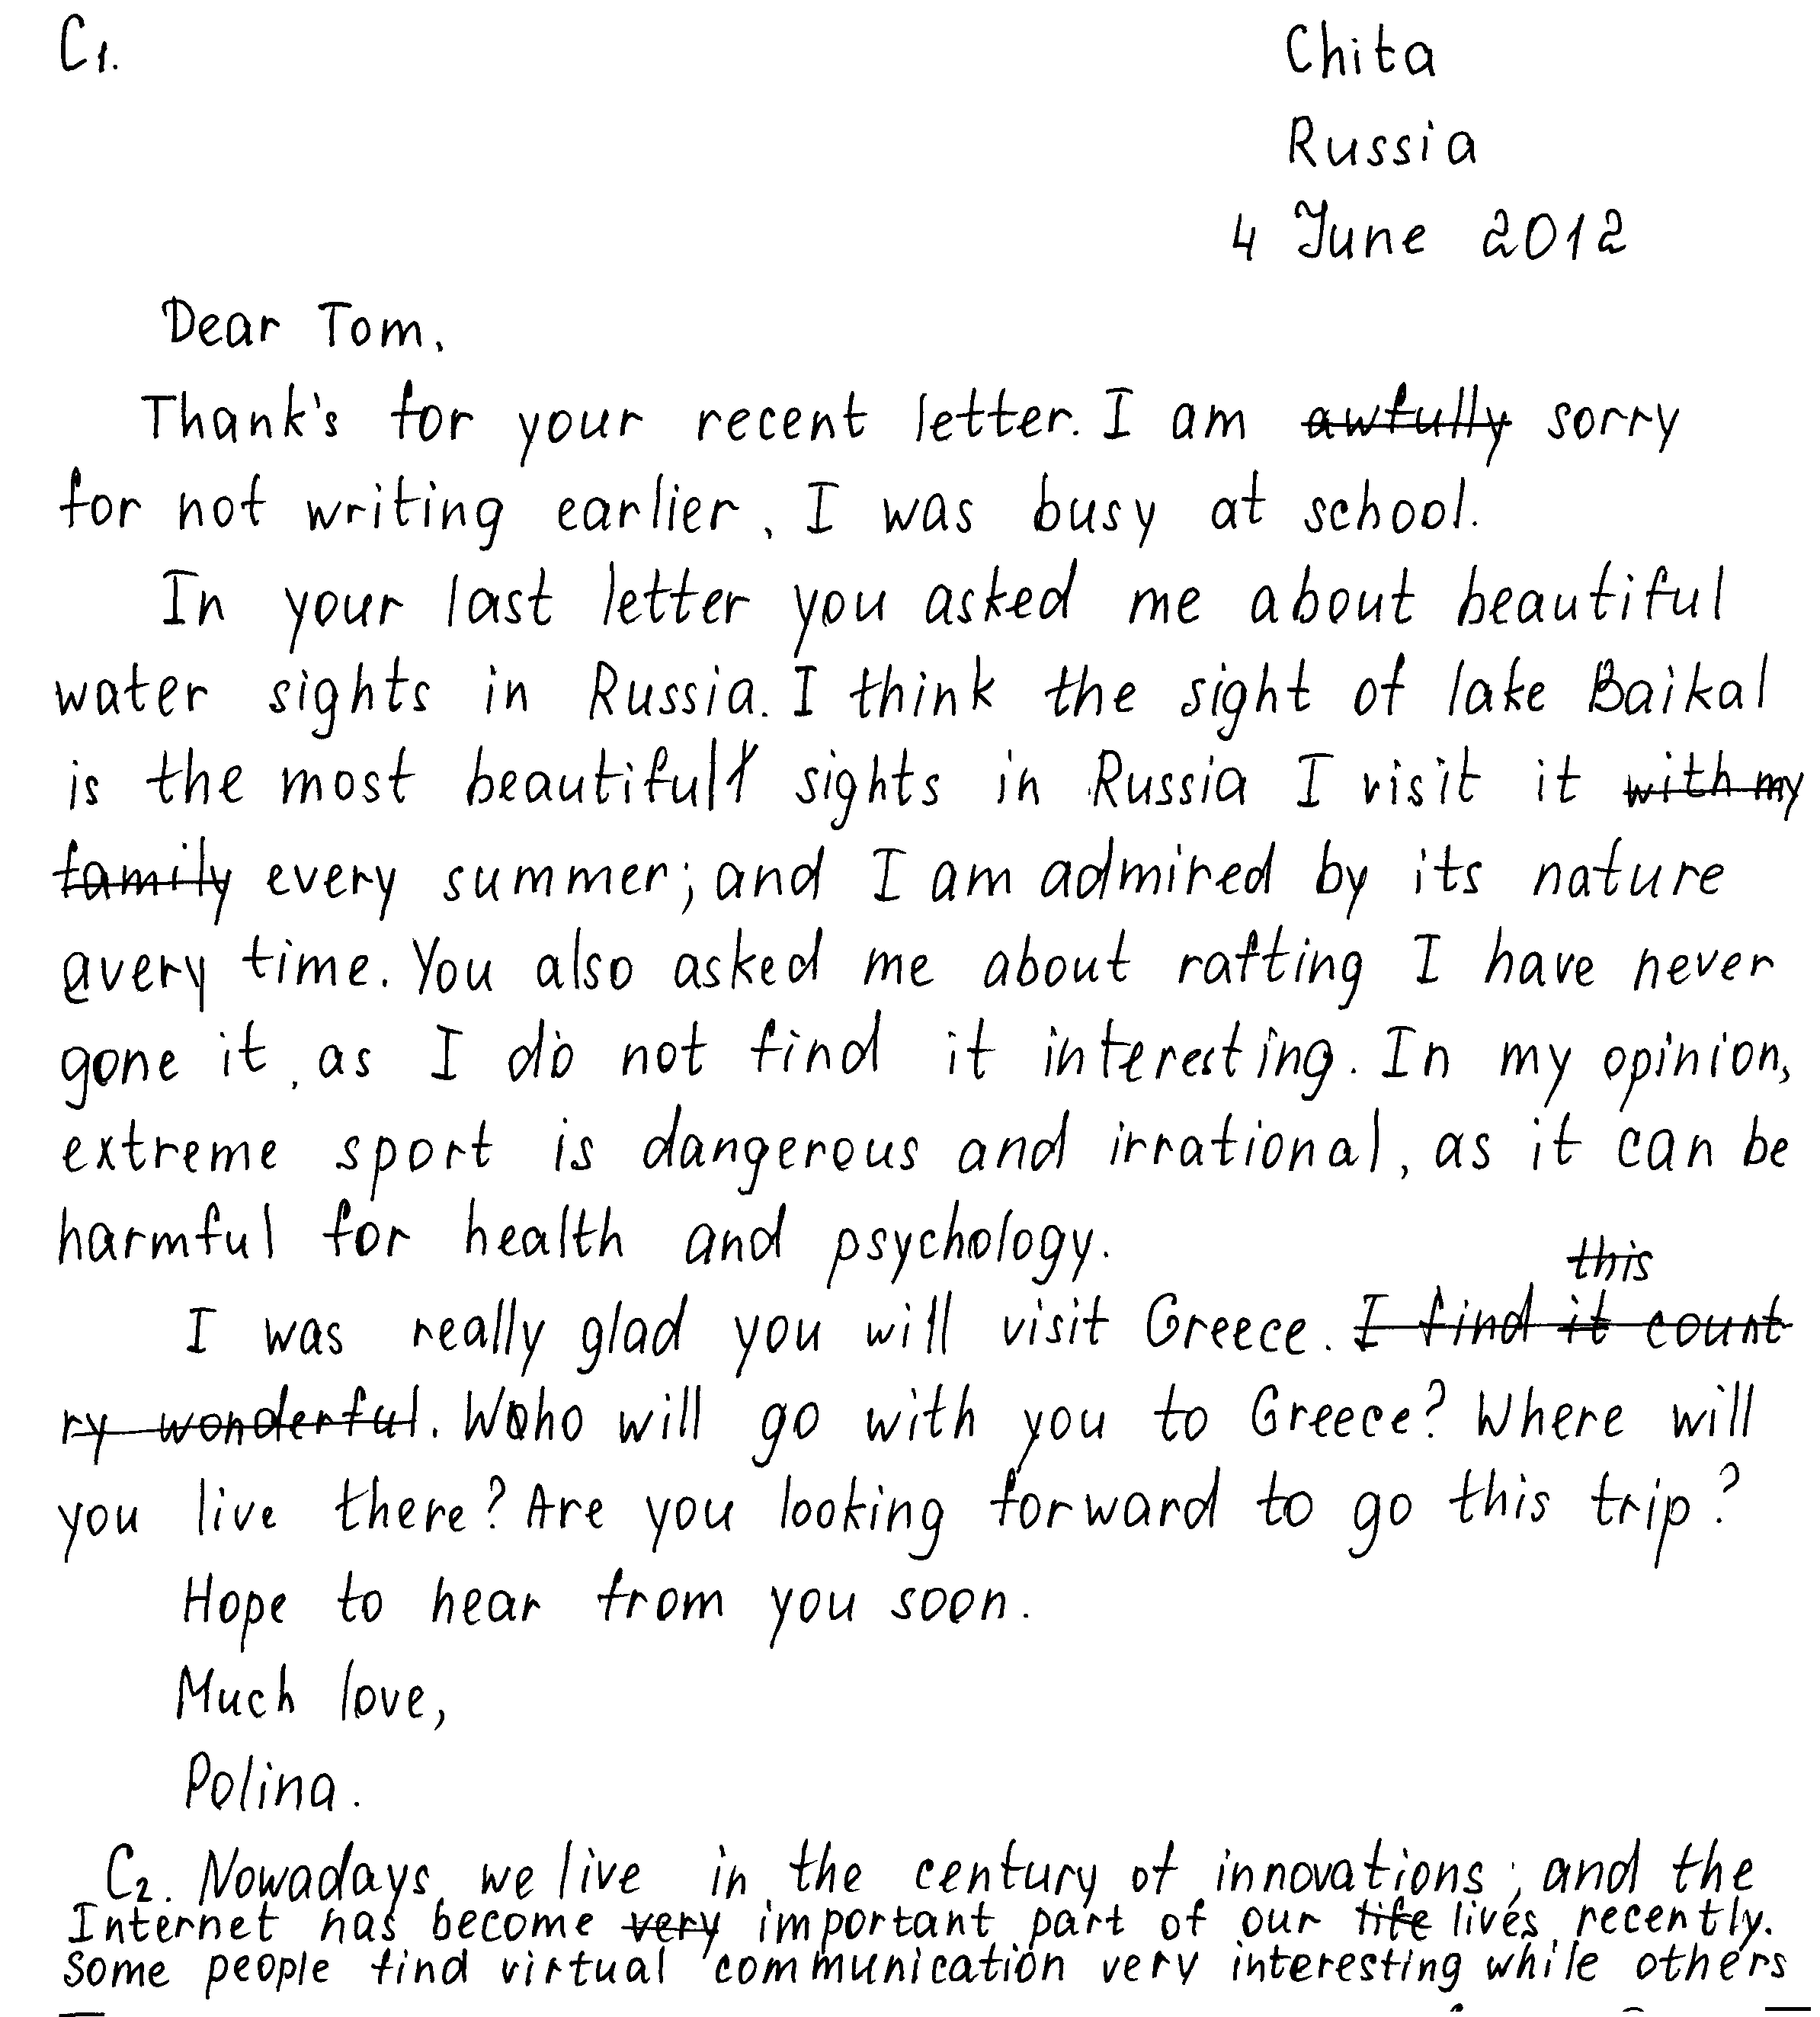 C1.
Chita
Russia
4 June 2012
Dear Tom,
Thank's for your recent letter. I am awfully sorry
for not writing earlier, I was busy at school.
In your last letter you asked me about beautiful
water sights in Russia. I think the sight of lake Baikal
is the most beautiful sights in Russia I visit it with my
family every summer; and I am admired by its nature
every time. You also asked me about rafting I have never
gone it, as I do not find it interesting. In my opinion,
extreme sport is dangerous and irrational, as it can be
harmful for health and psychology.
this
I was really glad you will visit Greece. I find it count
ry wonderful. Who will go with you to Greece? Where will
you live there? Are you looking forward to go this trip?
Hope to hear from you soon.
Much love,
Polina.
C2. Nowadays, we live in the century of innovations, and the
Internet has become very important part of our life lives recently.
Some people find virtual communication very interesting while others